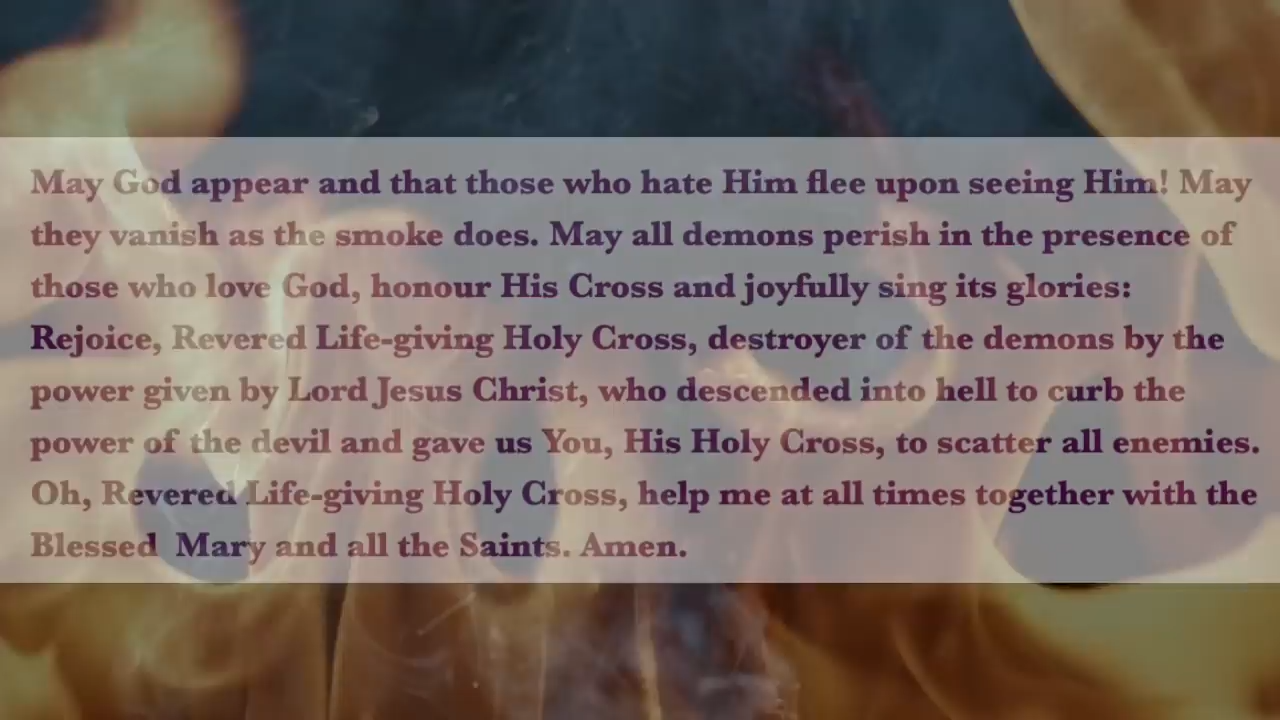 May God appear and that those who hate Him flee upon seeing Him! May
they vanish as the smoke does. May all demons perish in the presence of
those who love God, honour His Cross and joyfully sing its glories:
Rejoice, Revered Life-giving Holy Cross, destroyer of the demons by the
power given by Lord Jesus Christ, who descended into hell to curb the
power of the devil and gave us You, His Holy Cross, to scatter all enemies.
Oh, Revered Life-giving Holy Cross, help me at all times together with the
Blessed  Mary and all the Saints. Amen.